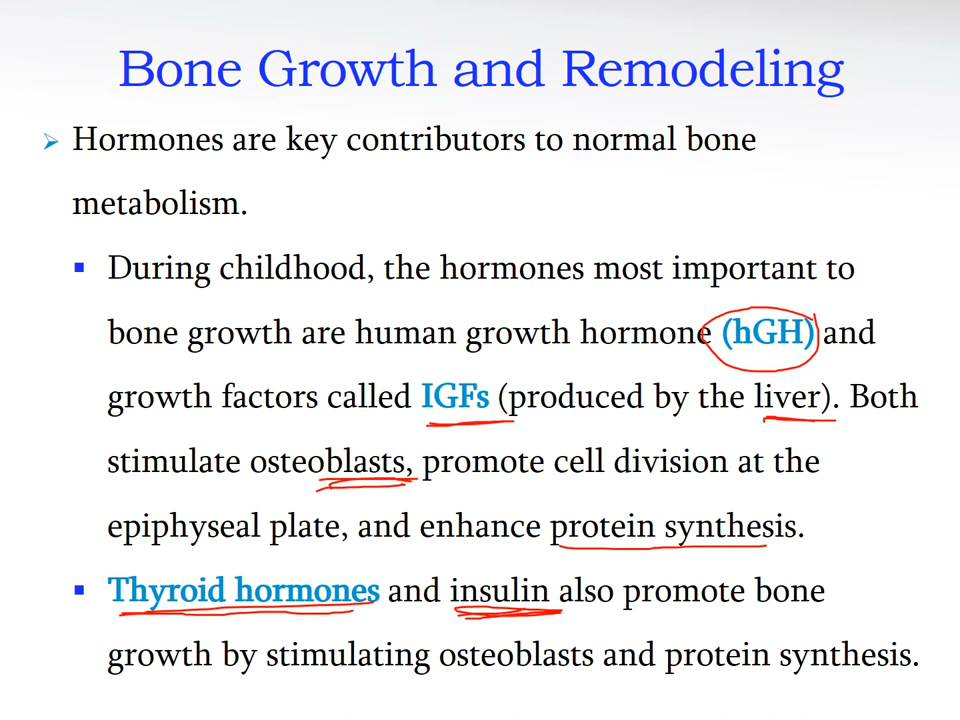 Bone Growth and Remodeling
Hormones are key contributors to normal bone
metabolism.
During childhood, the hormones most important to
bone growth are human growth hormone (hGH) and
growth factors called IGFs (produced by the liver). Both
stimulate osteoblasts, promote cell division at the
epiphyseal plate, and enhance protein synthesis.
Thyroid hormones and insulin also promote bone
growth by stimulating osteoblasts and protein synthesis.